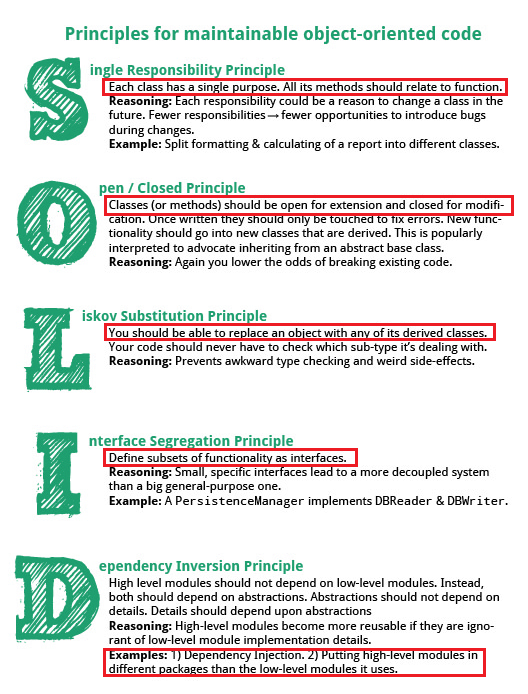 Principles for maintainable object-oriented code
Single Responsibility Principle
Each class has a single purpose. All its methods should relate to function.
Reasoning: Each responsibility could be a reason to change a class in the
future. Fewer responsibilities → fewer opportunities to introduce bugs
during changes.
Example: Split formatting & calculating of a report into different classes.
Open / Closed Principle
Classes (or methods) should be open for extension and closed for modifi-
cation. Once written they should only be touched to fix errors. New func-
tionality should go into new classes that are derived. This is popularly
interpreted to advocate inheriting from an abstract base class.
Reasoning: Again you lower the odds of breaking existing code.
Liskov Substitution Principle
You should be able to replace an object with any of its derived classes.
Your code should never have to check which sub-type it's dealing with.
Reasoning: Prevents awkward type checking and weird side-effects.
Interface Segregation Principle
Define subsets of functionality as interfaces.
Reasoning: Small, specific interfaces lead to a more decoupled system
than a big general-purpose one.
Example: A PersistenceManager implements DBReader & DBWriter.
Dependency Inversion Principle
High level modules should not depend on low-level modules. Instead,
both should depend on abstractions. Abstractions should not depend on
details. Details should depend upon abstractions
Reasoning: High-level modules become more reusable if they are igno-
rant of low-level module implementation details.
Examples: 1) Dependency Injection. 2) Putting high-level modules in
different packages than the low-level modules it uses.